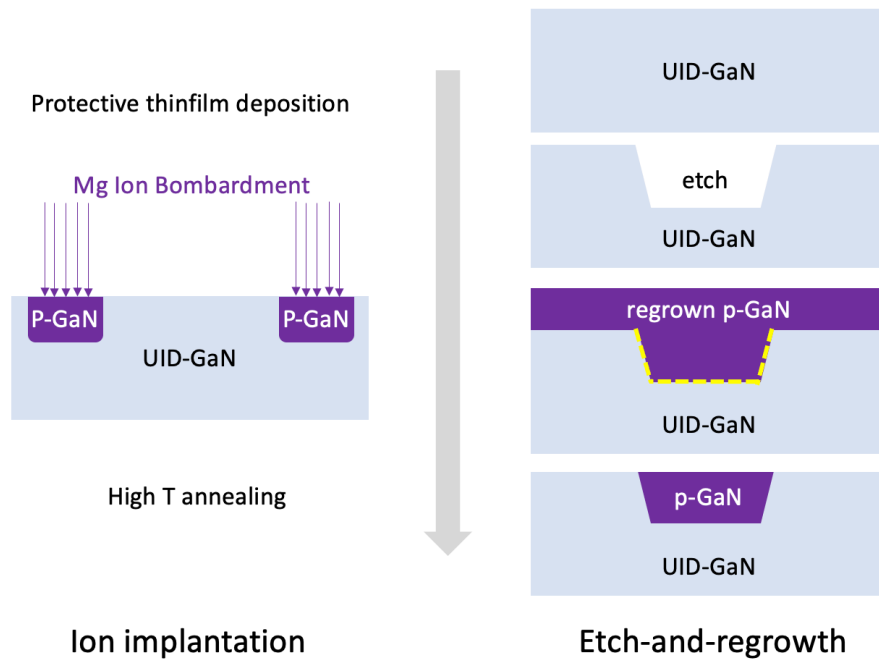 Protective thinfilm deposition
Mg Ion Bombardment
P-GaN
P-GaN
UID-GaN
High T annealing
Ion implantation
UID-GaN
etch
UID-GaN
regrown p-GaN
UID-GaN
p-GaN
UID-GaN
Etch-and-regrowth